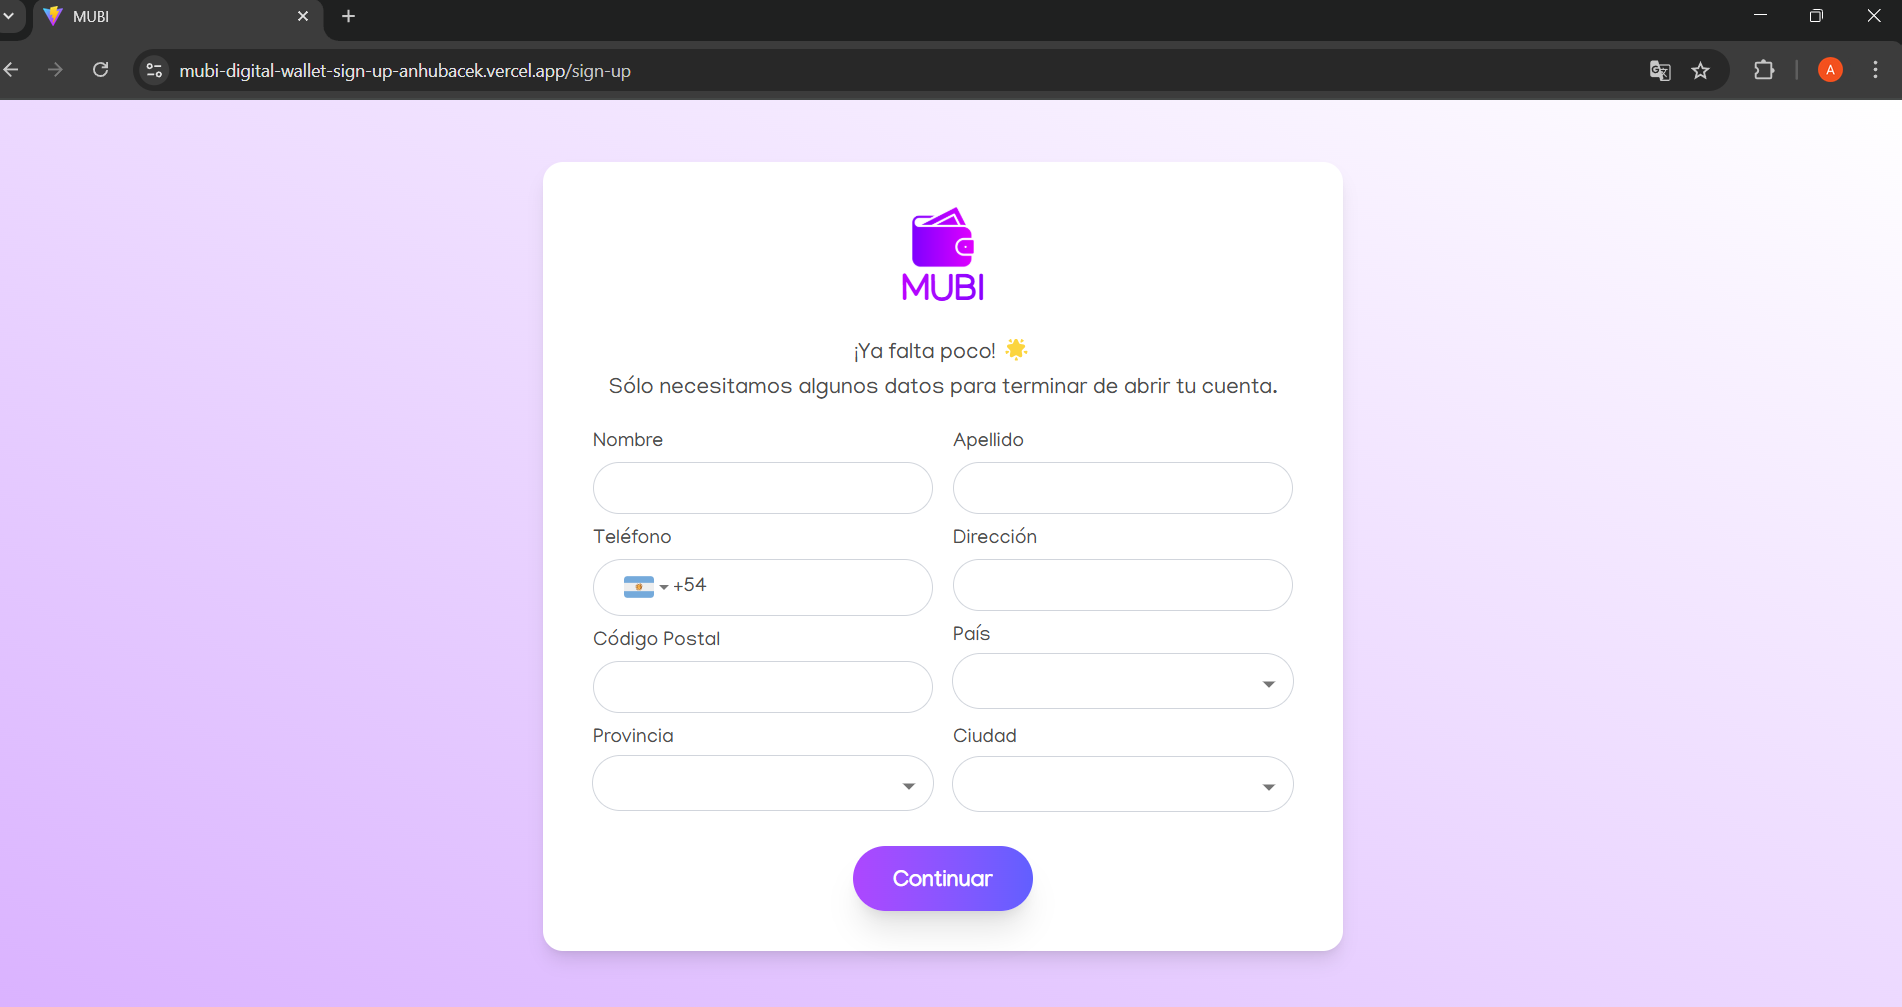 MUBI
mubi-digital-wallet-sign-up-anhubacek.vercel.app/sign-up
A
MUBI
¡Ya falta poco! 🌟
Sólo necesitamos algunos datos para terminar de abrir tu cuenta.
Nombre
Apellido
Teléfono
Dirección
+54
Código Postal
País
Provincia
Ciudad
Continuar